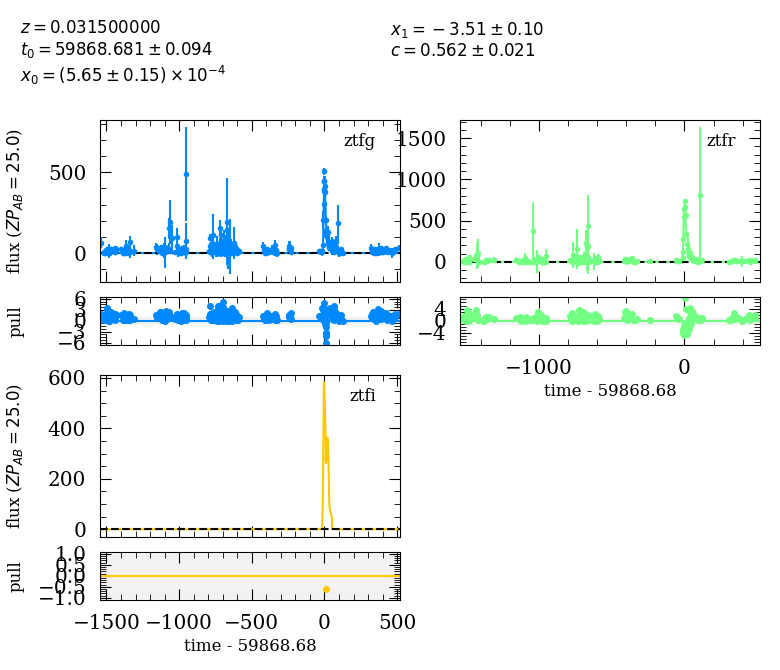 z = 0.031500000
t0 = 59868.681 ± 0.094
x0 = (5.65 ± 0.15) × 10^−4
x1 = −3.51 ± 0.10
c = 0.562 ± 0.021
ztfg
500
0
flux (ZP_AB = 25.0)
ztfr
1500
1000
500
0
6
3
0
−3
−6
pull
4
0
−4
−1000 0
time - 59868.68
ztfi
600
400
200
0
flux (ZP_AB = 25.0)
1.0
0.5
0.0
−0.5
−1.0
pull
−1500 −1000 −500 0 500
time - 59868.68